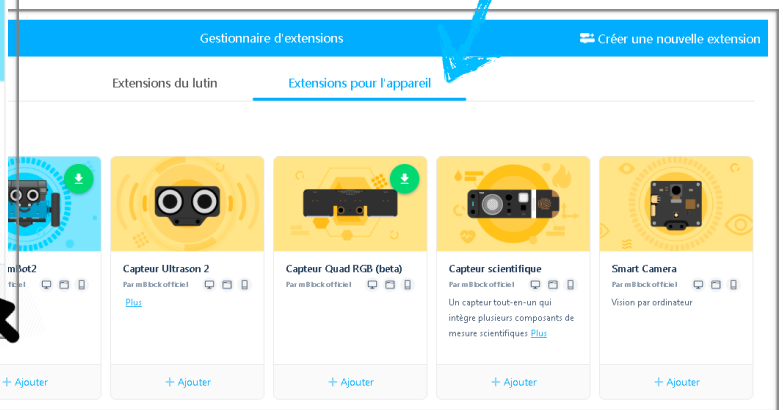 Gestionnaire d'extensions
Créer une nouvelle extension
Extensions du lutin
Extensions pour l'appareil
mBot2
Capteur Ultrason 2
Capteur Quad RGB (beta)
Capteur scientifique
Smart Camera
ficiel
Par mBlock officiel
Par mBlock officiel
Par mBlock officiel
Par mBlock officiel
Plus
Un capteur tout-en-un qui
intègre plusieurs composants de
mesure scientifiques Plus
Vision par ordinateur
+ Ajouter
+ Ajouter
+ Ajouter
+ Ajouter
+ Ajouter